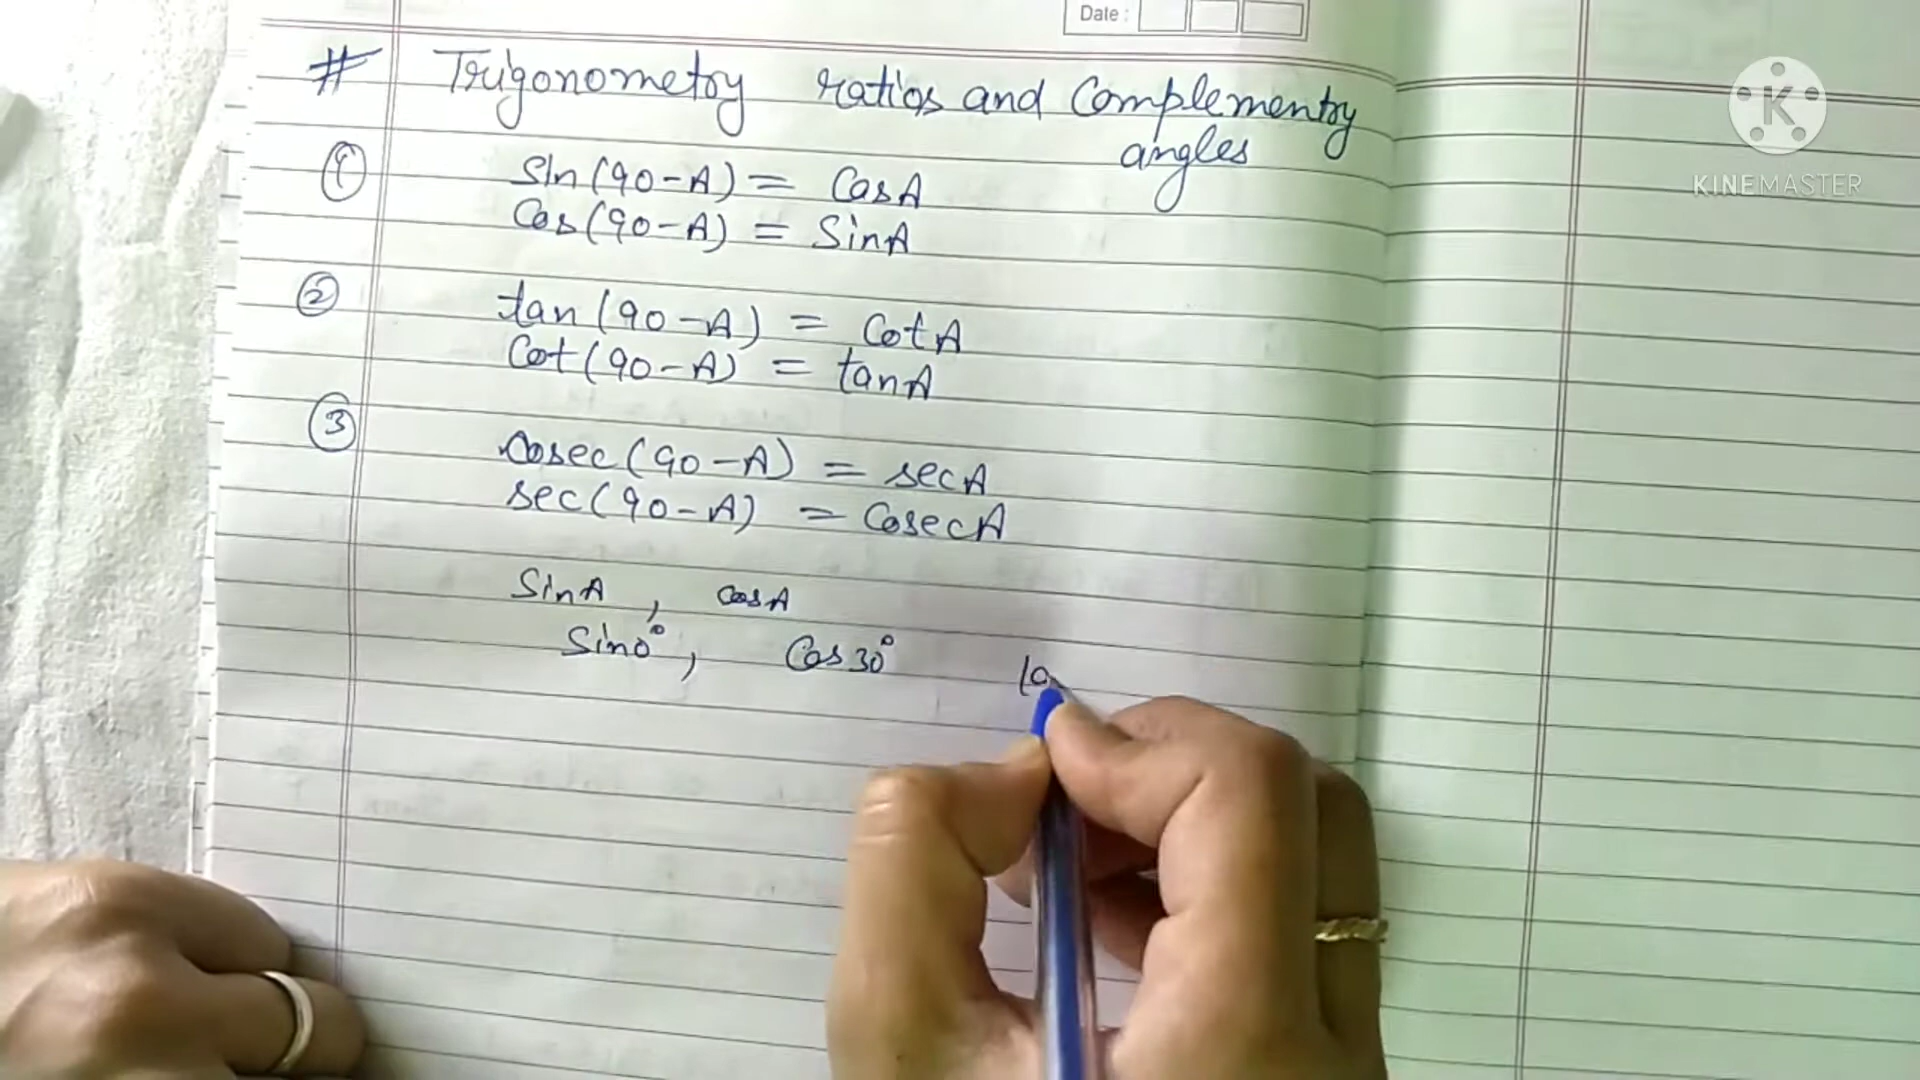 Date :
# Trigonometry ratios and Complementry
angles
① Sin(90-A) = CosA
Cos(90-A) = SinA
② tan(90-A) = CotA
Cot(90-A) = tanA
③ Cosec(90-A) = secA
sec(90-A) = CosecA
SinA , cosA
Sin0° , Cos30°
KINEMASTER